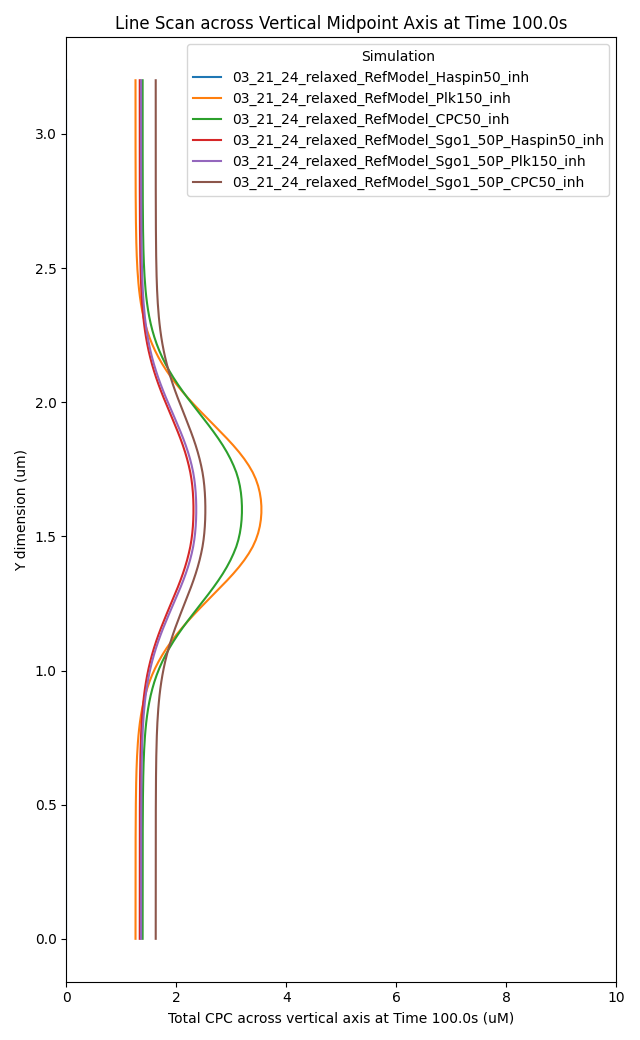 Line Scan across Vertical Midpoint Axis at Time 100.0s
Simulation
03_21_24_relaxed_RefModel_Haspin50_inh
03_21_24_relaxed_RefModel_Plk150_inh
03_21_24_relaxed_RefModel_CPC50_inh
03_21_24_relaxed_RefModel_Sgo1_50P_Haspin50_inh
03_21_24_relaxed_RefModel_Sgo1_50P_Plk150_inh
03_21_24_relaxed_RefModel_Sgo1_50P_CPC50_inh
Y dimension (um)
3.0
2.5
2.0
1.5
1.0
0.5
0.0
0 2 4 6 8 10
Total CPC across vertical axis at Time 100.0s (uM)